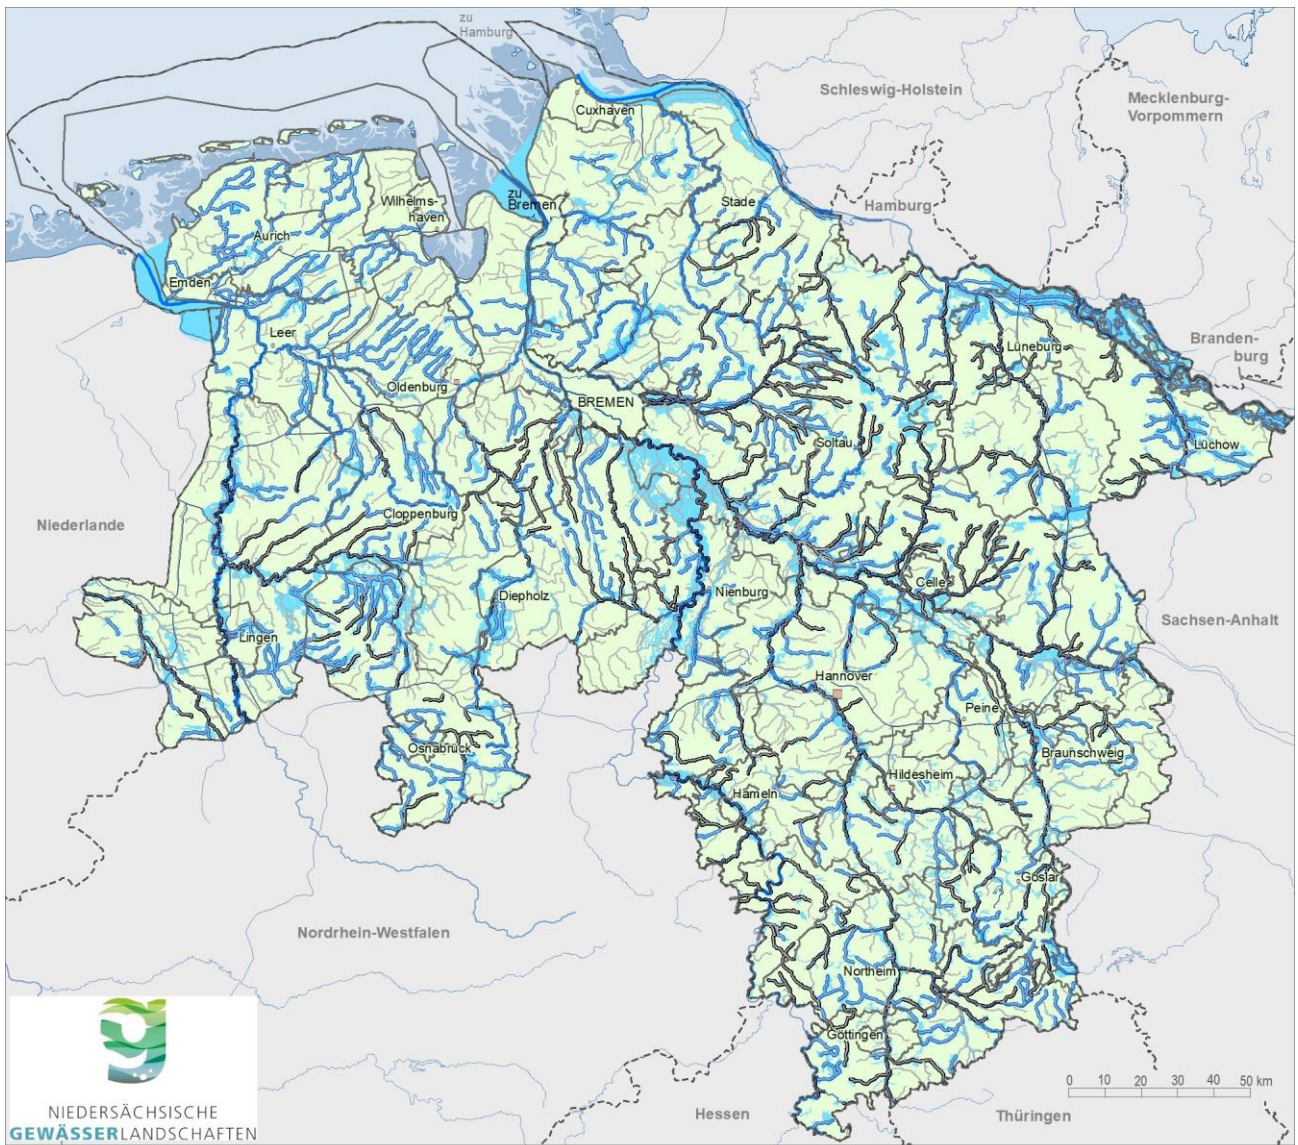 zu
Hamburg
Schleswig-Holstein
Mecklenburg-
Vorpommern
Cuxhaven
Wilhelms-
haven
zu
Bremen
Stade
Hamburg
Aurich
Emden
Leer
Lüneburg
Branden-
burg
Oldenburg
BREMEN
Soltau
Lüchow
Niederlande
Cloppenburg
Diepholz
Nienburg
Celle
Sachsen-Anhalt
Lingen
Hannover
Peine
Osnabrück
Braunschweig
Hildesheim
Hameln
Goslar
Nordrhein-Westfalen
Northeim
Göttingen
0 10 20 30 40 50 km
Hessen
Thüringen
g
NIEDERSÄCHSISCHE
GEWÄSSERLANDSCHAFTEN